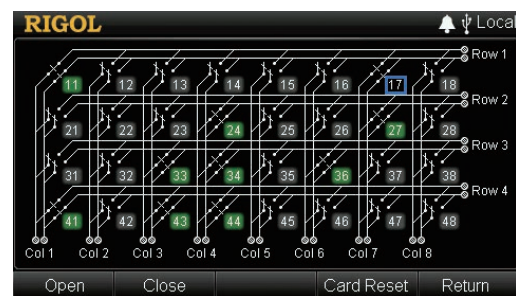 RIGOL Local
Row 1
11 12 13 14 15 16 17 18
Row 2
21 22 23 24 25 26 27 28
Row 3
31 32 33 34 35 36 37 38
Row 4
41 42 43 44 45 46 47 48
Col 1 Col 2 Col 3 Col 4 Col 5 Col 6 Col 7 Col 8
Open Close Card Reset Return